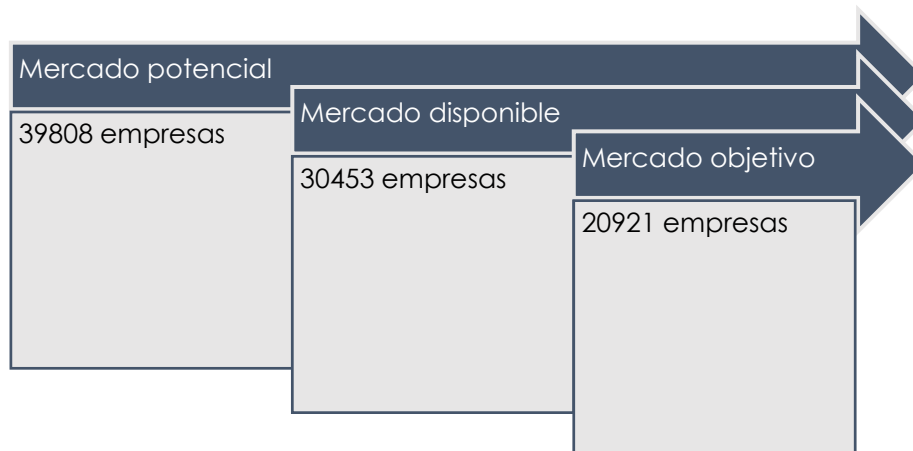 Mercado potencial
39808 empresas
Mercado disponible
30453 empresas
Mercado objetivo
20921 empresas